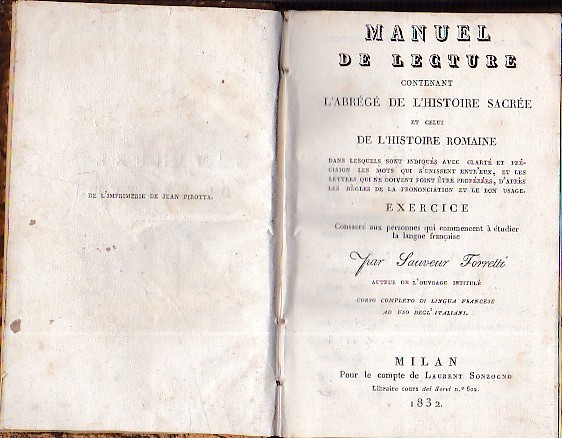 DE L'IMPRIMERIE DE JEAN PIROTTA.
MANUEL
DE LECTURE
CONTENANT
L'ABRÉGÉ DE L'HISTOIRE SACRÉE
ET CELUI
DE L'HISTOIRE ROMAINE
DANS LESQUELS SONT INDIQUÉS AVEC CLARTÉ ET PRÉ-
CISION LES MOTS QUI S'UNISSENT ENTR'EUX, ET LES
LETTRES QUI NE DOIVENT POINT ÊTRE PROFÉRÉES, D'APRÈS
LES RÈGLES DE LA PRONONCIATION ET LE BON USAGE.
EXERCICE
Consacré aux personnes qui commencent à étudier
la langue française
par Sauveur Torretti
AUTEUR DE L'OUVRAGE INTITULÉ
CORSO COMPLETO DI LINGUA FRANCESE
AD USO DEGL' ITALIANI.
MILAN
Pour le compte de LAURENT SONZOGNO
Libraire cours dei Servi n.º 602.
1832.